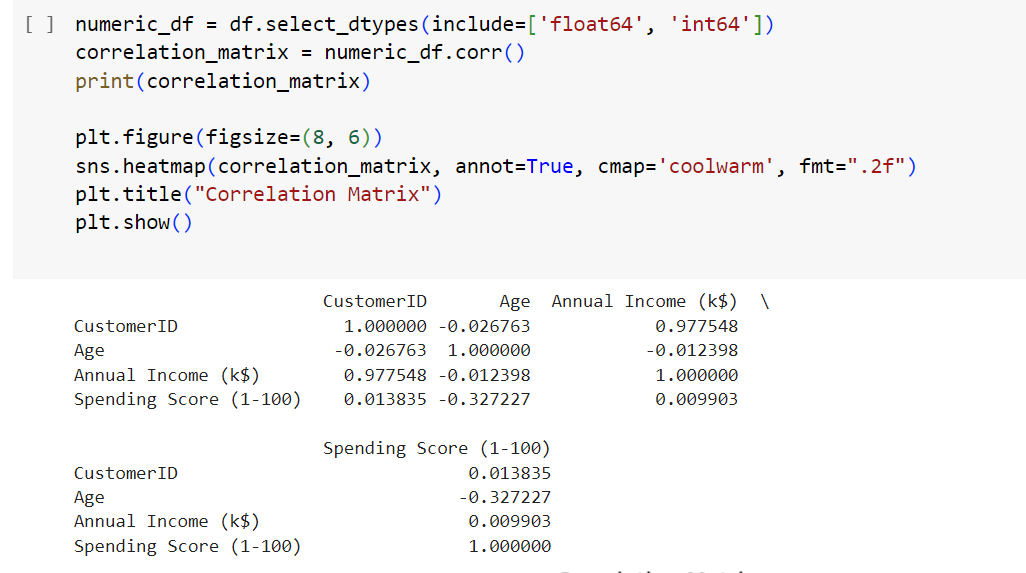 [ ] numeric_df = df.select_dtypes(include=['float64', 'int64'])
correlation_matrix = numeric_df.corr()
print(correlation_matrix)
plt.figure(figsize=(8, 6))
sns.heatmap(correlation_matrix, annot=True, cmap='coolwarm', fmt=".2f")
plt.title("Correlation Matrix")
plt.show()
CustomerID Age Annual Income (k$) \
CustomerID 1.000000 -0.026763 0.977548
Age -0.026763 1.000000 -0.012398
Annual Income (k$) 0.977548 -0.012398 1.000000
Spending Score (1-100) 0.013835 -0.327227 0.009903
Spending Score (1-100)
CustomerID 0.013835
Age -0.327227
Annual Income (k$) 0.009903
Spending Score (1-100) 1.000000